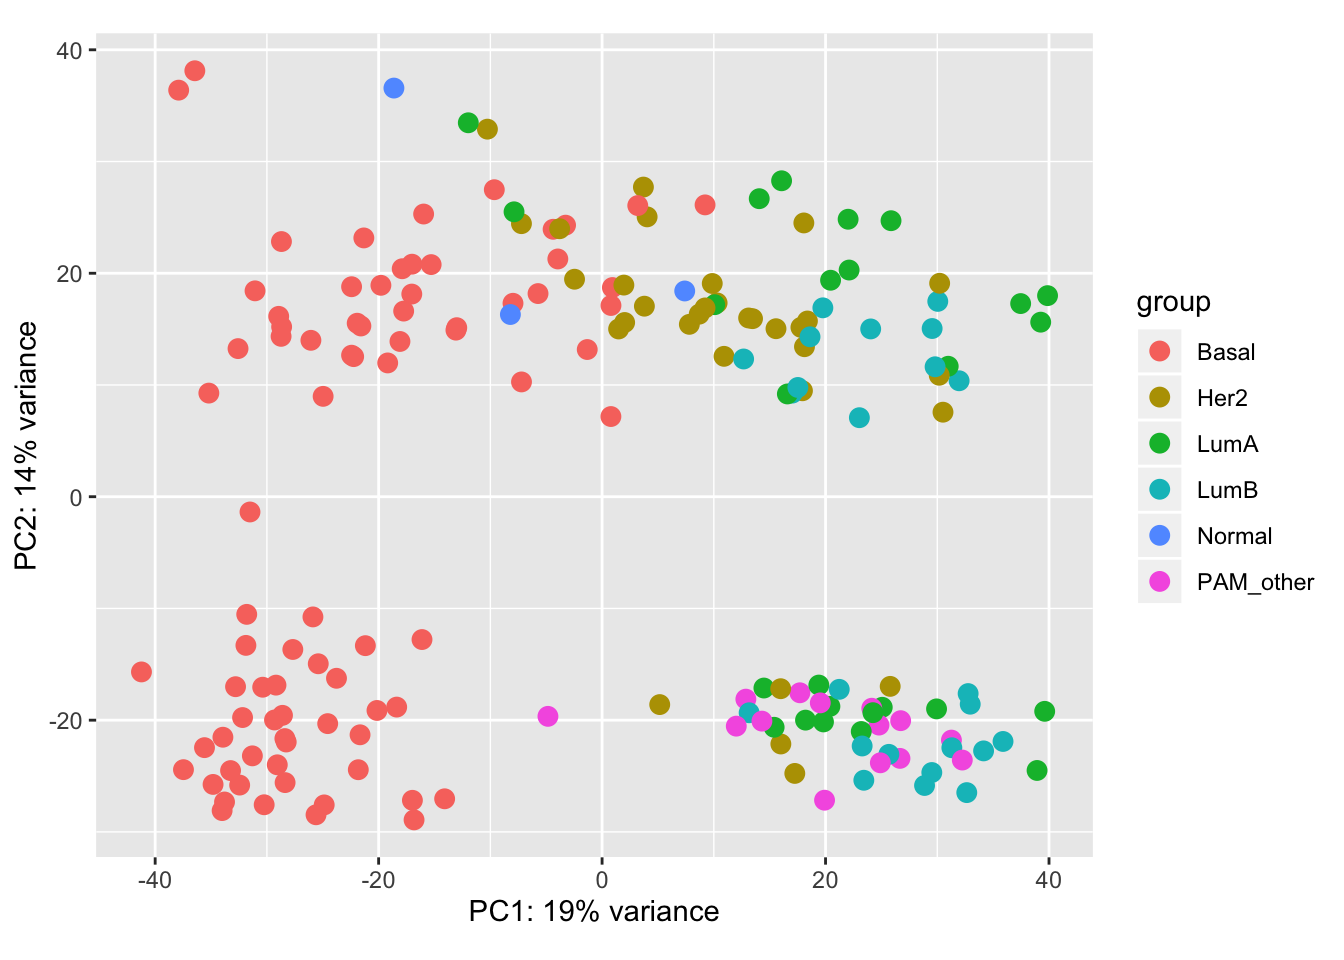 40
20
0
-20
PC2: 14% variance
-40
-20
0
20
40
PC1: 19% variance
group
Basal
Her2
LumA
LumB
Normal
PAM_other